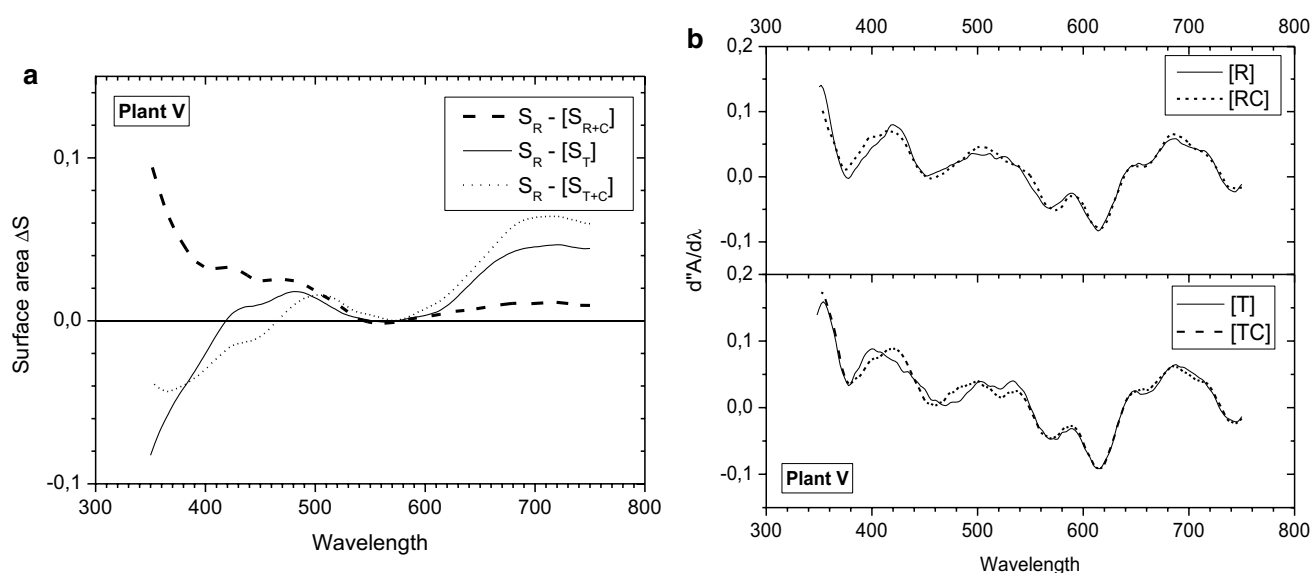 a
Plant V
S_R - [S_{R+C}]
S_R - [S_T]
S_R - [S_{T+C}]
Surface area ΔS
0,1
0,0
-0,1
300 400 500 600 700 800
Wavelength
b
300 400 500 600 700 800
0,2
0,1
0,0
-0,1
[R]
[RC]
d"A/dλ
0,2
0,1
0,0
-0,1
[T]
[TC]
Plant V
300 400 500 600 700 800
Wavelength